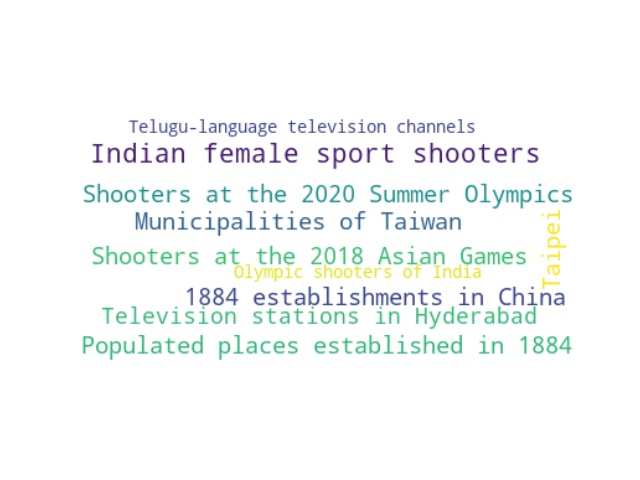 Telugu-language television channels
Indian female sport shooters
Shooters at the 2020 Summer Olympics
Municipalities of Taiwan
Taipei
Shooters at the 2018 Asian Games
Olympic shooters of India
1884 establishments in China
Television stations in Hyderabad
Populated places established in 1884